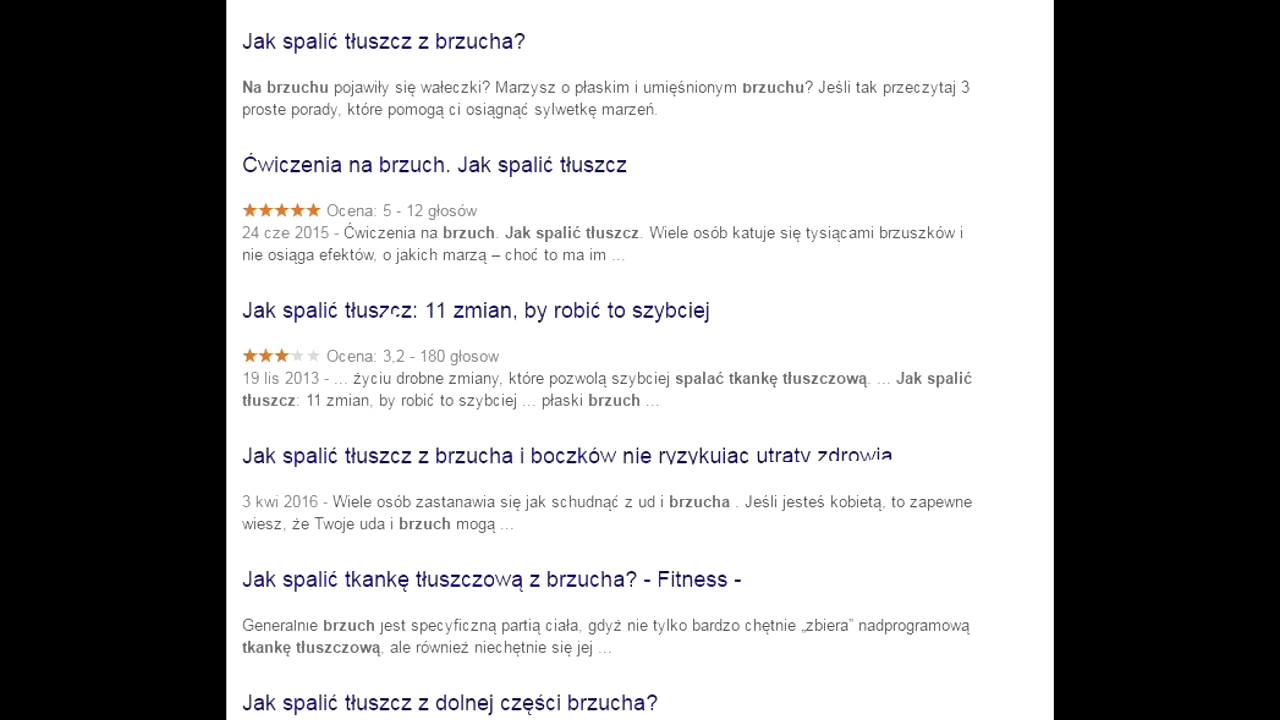 Jak spalić tłuszcz z brzucha?
Na brzuchu pojawiły się wałeczki? Marzysz o płaskim i umięśnionym brzuchu? Jeśli tak przeczytaj 3
proste porady, które pomogą ci osiągnąć sylwetkę marzeń.
Ćwiczenia na brzuch. Jak spalić tłuszcz
Ocena: 5 - 12 głosów
24 cze 2015 - Ćwiczenia na brzuch. Jak spalić tłuszcz. Wiele osób katuje się tysiącami brzuszków i
nie osiąga efektów, o jakich marzą – choć to ma im ...
Jak spalić tłuszcz: 11 zmian, by robić to szybciej
Ocena: 3,2 - 180 głosow
19 lis 2013 - ... życiu drobne zmiany, które pozwolą szybciej spalać tkankę tłuszczową. ... Jak spalić
tłuszcz: 11 zmian, by robić to szybciej ... płaski brzuch ...
Jak spalić tłuszcz z brzucha i boczków nie ryzykując utraty zdrowia
3 kwi 2016 - Wiele osób zastanawia się jak schudnąć z ud i brzucha . Jeśli jesteś kobietą, to zapewne
wiesz, że Twoje uda i brzuch mogą ...
Jak spalić tkankę tłuszczową z brzucha? - Fitness -
Generalnie brzuch jest specyficzną partią ciała, gdyż nie tylko bardzo chętnie „zbiera” nadprogramową
tkankę tłuszczową, ale również niechętnie się jej ...
Jak spalić tłuszcz z dolnej części brzucha?